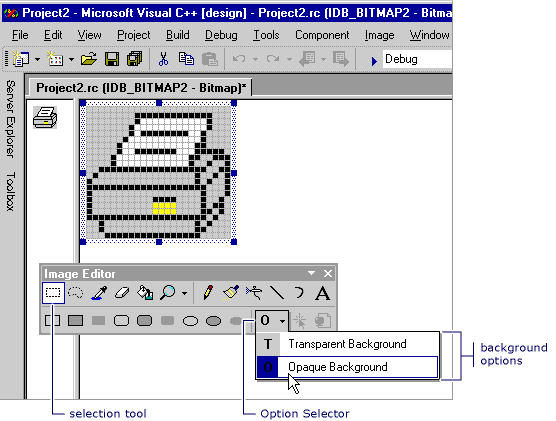 Project2 - Microsoft Visual C++ [design] - Project2.rc (IDB_BITMAP2 - Bitma
File Edit View Project Build Debug Tools Component Image Window
Debug
Project2.rc (IDB_BITMAP2 - Bitmap)*
Server Explorer
Toolbox
Image Editor
A
O
T Transparent Background
O Opaque Background
background
options
selection tool
Option Selector